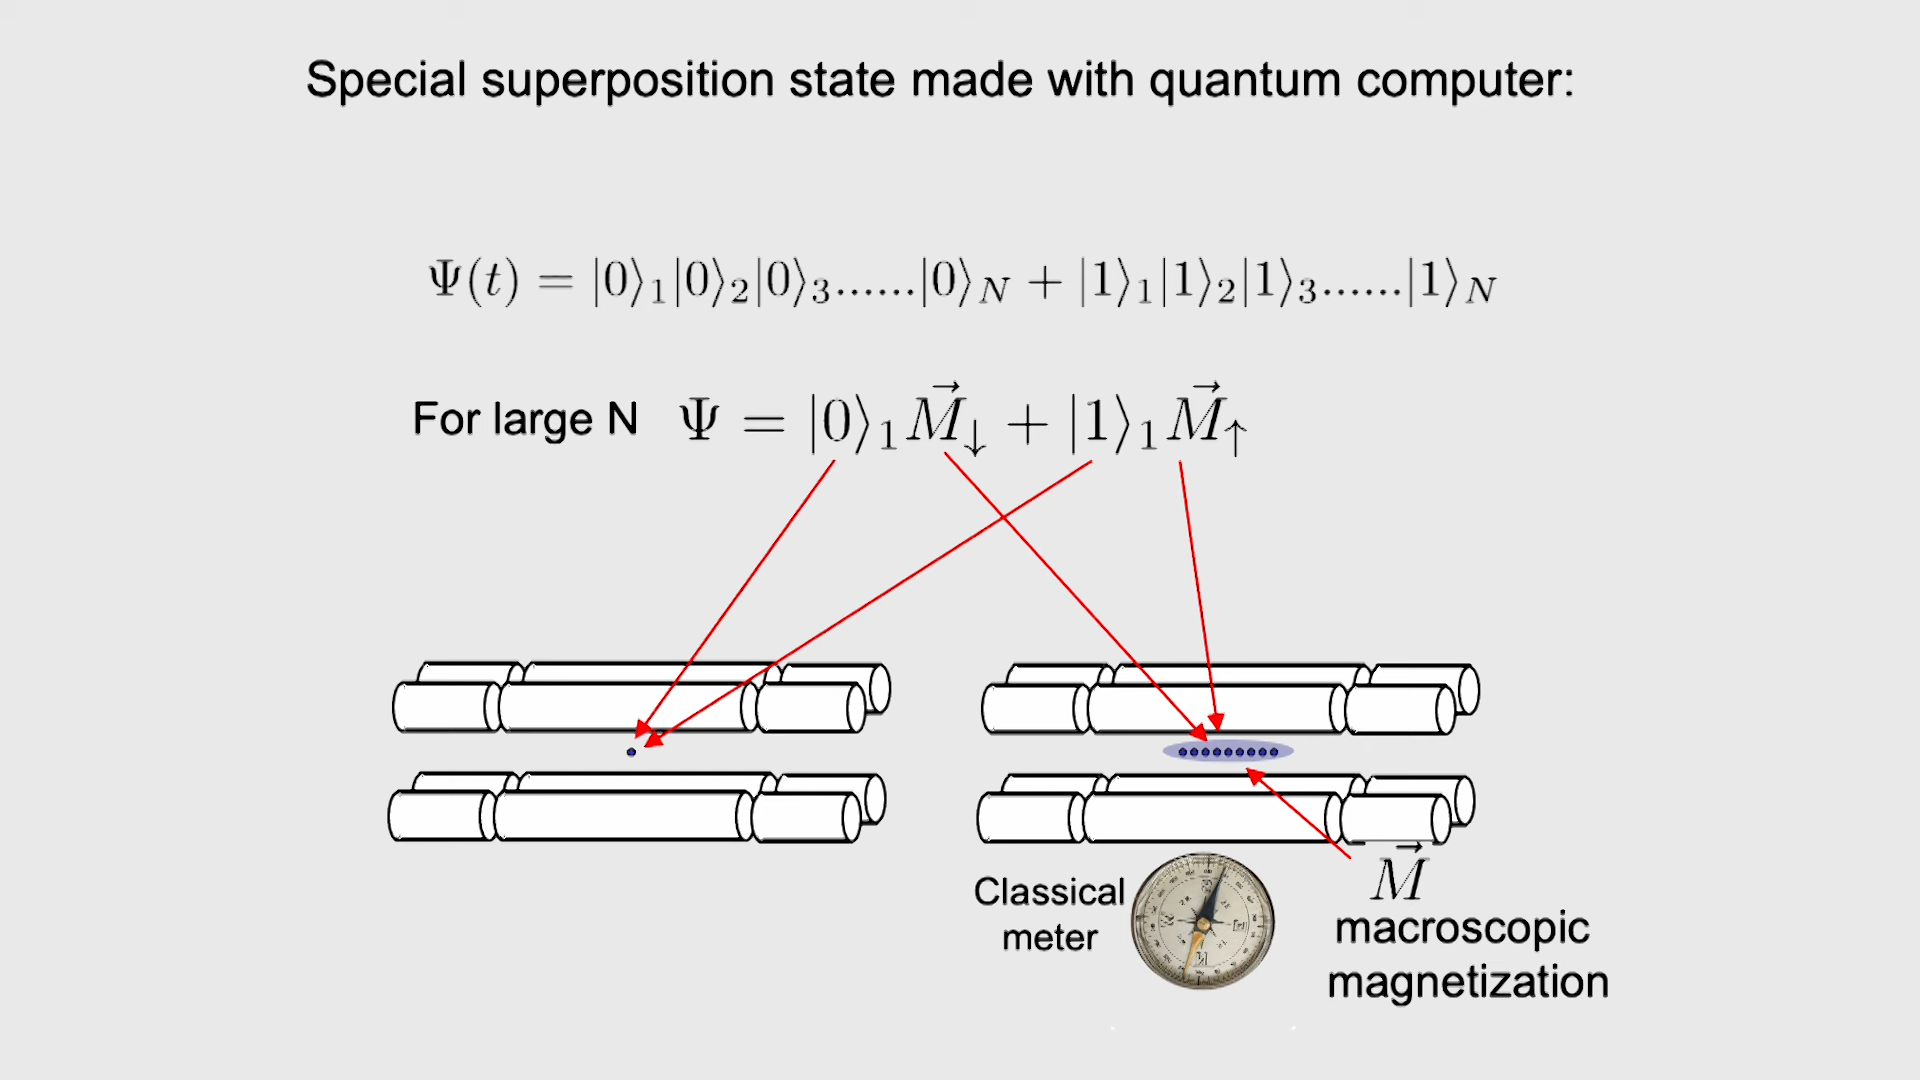 Special superposition state made with quantum computer:
Ψ(t) = |0⟩₁|0⟩₂|0⟩₃......|0⟩_N + |1⟩₁|1⟩₂|1⟩₃......|1⟩_N
For large N Ψ = |0⟩₁M⃗↓ + |1⟩₁M⃗↑
Classical
meter
M⃗
macroscopic
magnetization